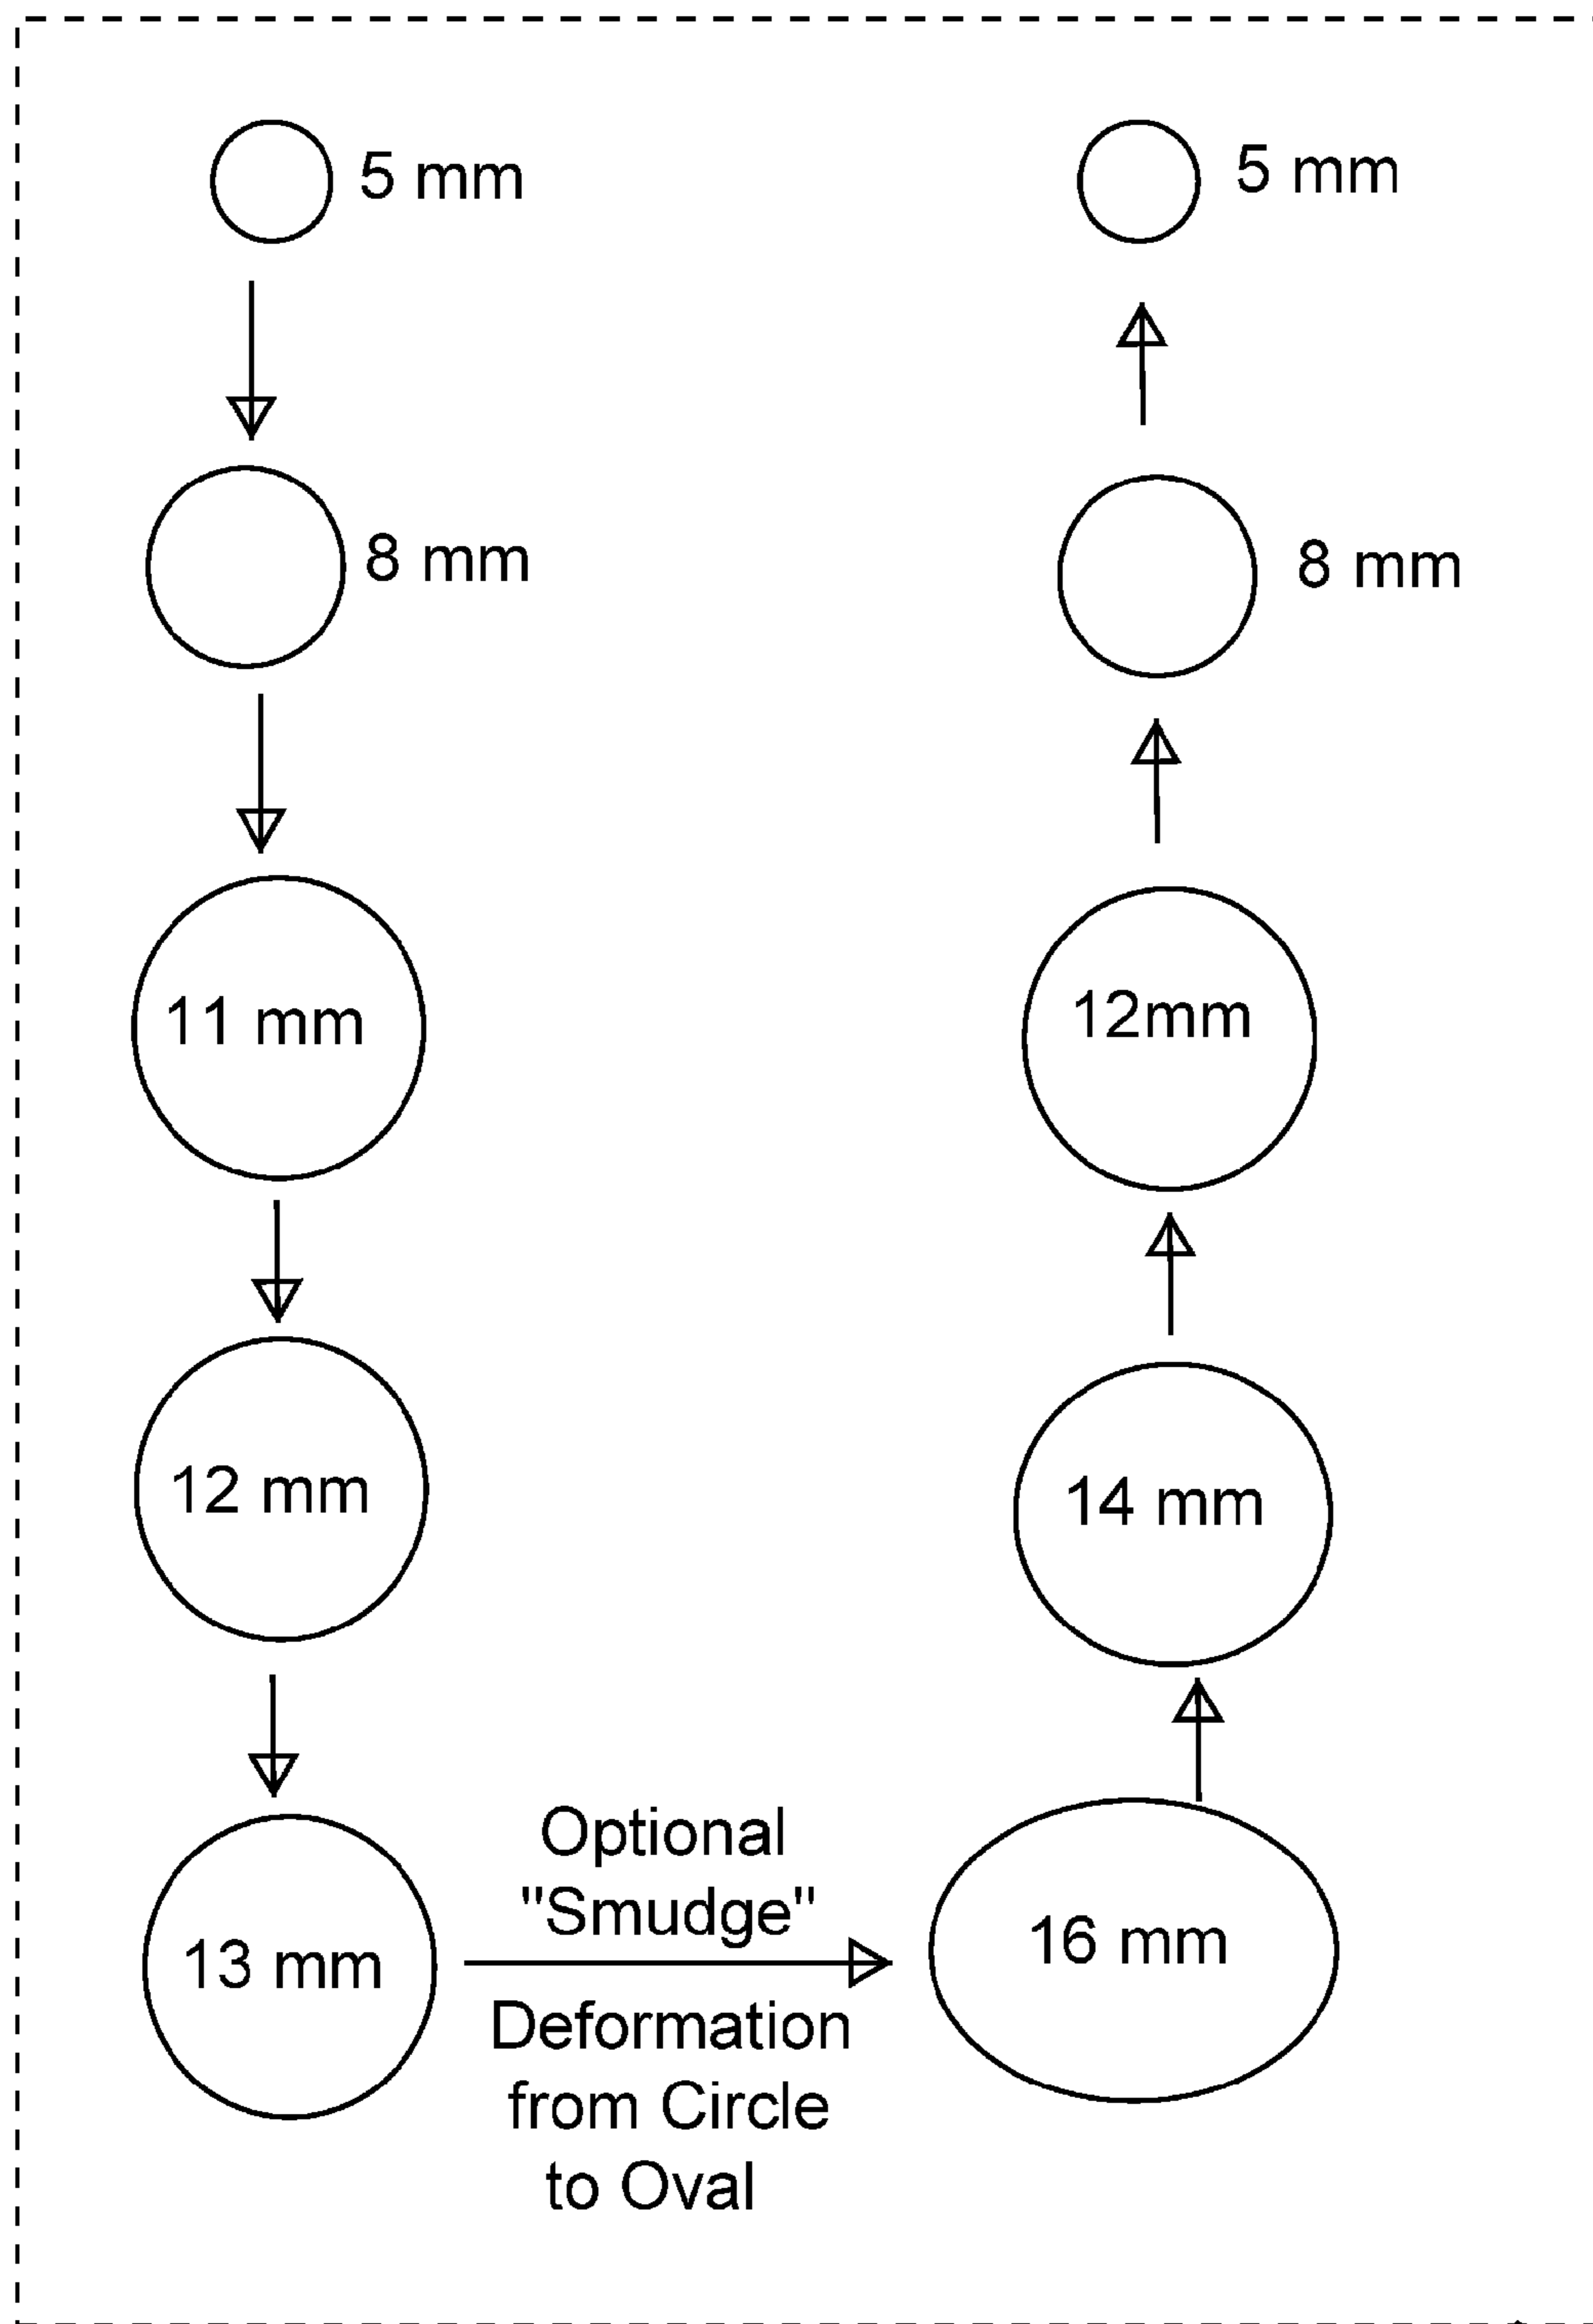 5 mm
8 mm
11 mm
12 mm
13 mm
Optional
"Smudge"
Deformation
from Circle
to Oval
16 mm
14 mm
12mm
8 mm
5 mm